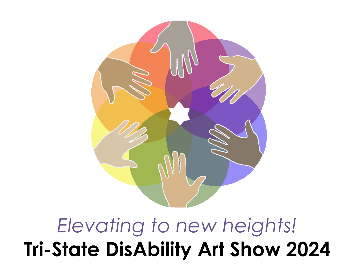 Elevating to new heights!
Tri-State DisAbility Art Show 2024